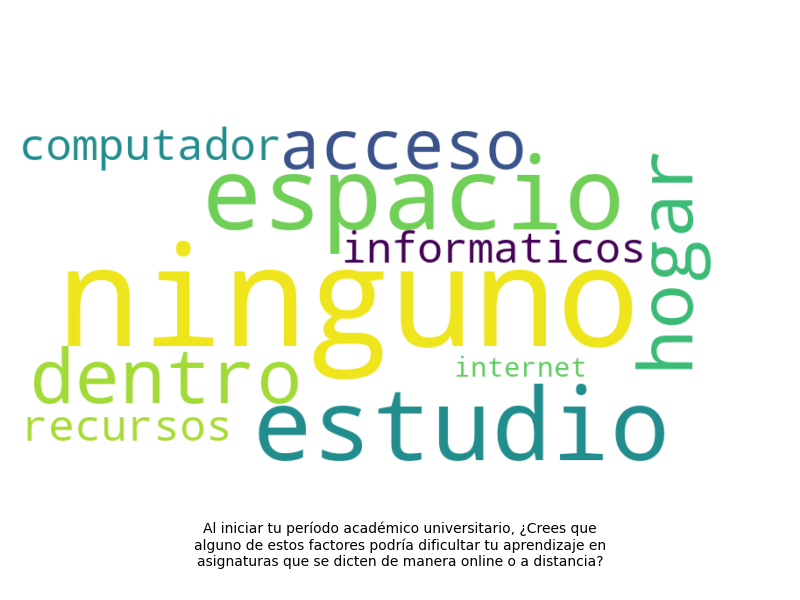 computador
acceso
espacio
hogar
informaticos
ninguno
dentro
internet
recursos
estudio
Al iniciar tu período académico universitario, ¿Crees que
alguno de estos factores podría dificultar tu aprendizaje en
asignaturas que se dicten de manera online o a distancia?